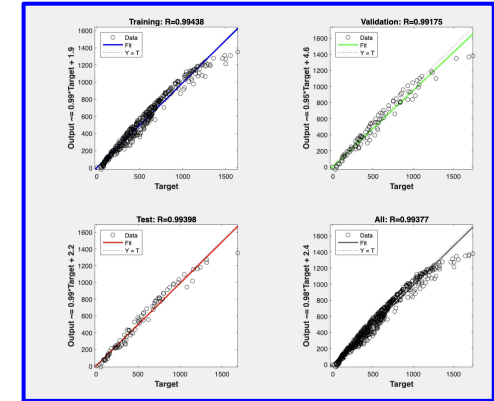 Training: R=0.99438
Output ~= 0.99*Target + 1.9
1600
1400
1200
1000
800
600
400
200
0
Data
Fit
Y = T
0 500 1000 1500
Target
Validation: R=0.99175
Output ~= 0.95*Target + 4.6
1600
1400
1200
1000
800
600
400
200
0
Data
Fit
Y = T
0 500 1000 1500
Target
Test: R=0.99398
Output ~= 0.99*Target + 2.2
1600
1400
1200
1000
800
600
400
200
0
Data
Fit
Y = T
0 500 1000 1500
Target
All: R=0.99377
Output ~= 0.98*Target + 2.4
1600
1400
1200
1000
800
600
400
200
0
Data
Fit
Y = T
0 500 1000 1500
Target